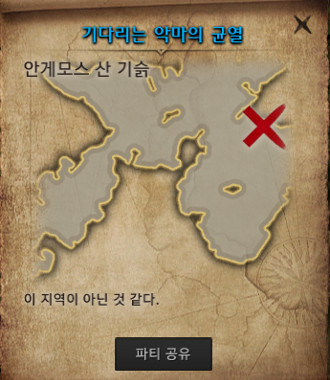 기다리는 악마의 균열
안게모스 산 기슭
이 지역이 아닌 것 같다.
파티 공유